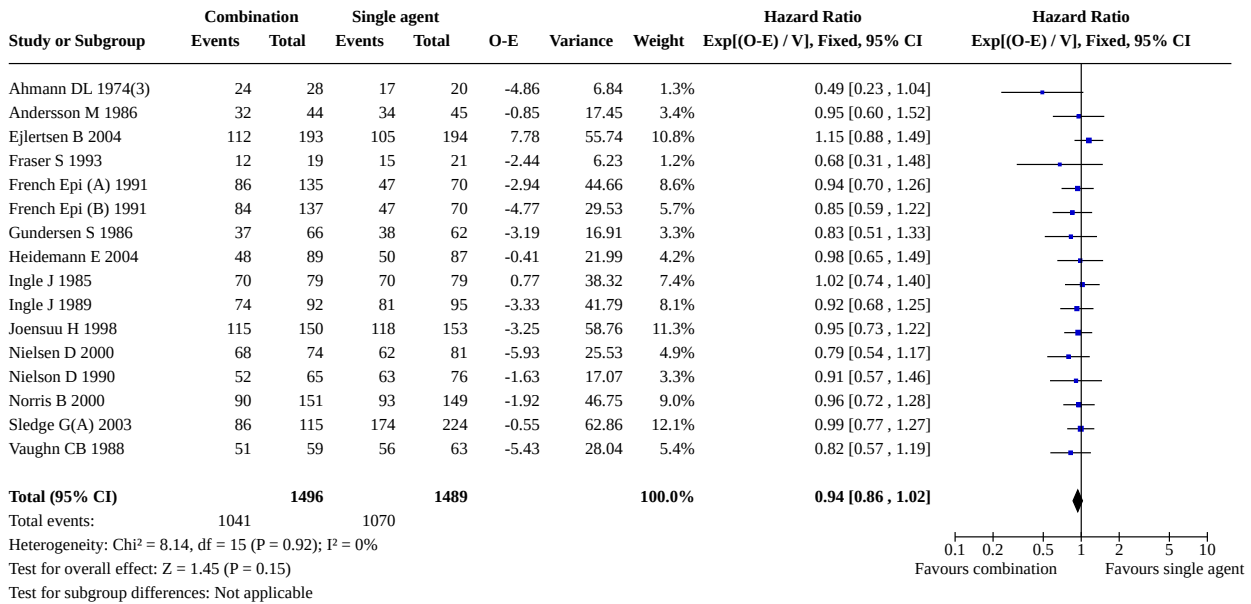 Combination Single agent Hazard Ratio Hazard Ratio
Study or Subgroup Events Total Events Total O-E Variance Weight Exp[(O-E) / V], Fixed, 95% CI Exp[(O-E) / V], Fixed, 95% CI
Ahmann DL 1974(3) 24 28 17 20 -4.86 6.84 1.3% 0.49 [0.23 , 1.04]
Andersson M 1986 32 44 34 45 -0.85 17.45 3.4% 0.95 [0.60 , 1.52]
Ejlertsen B 2004 112 193 105 194 7.78 55.74 10.8% 1.15 [0.88 , 1.49]
Fraser S 1993 12 19 15 21 -2.44 6.23 1.2% 0.68 [0.31 , 1.48]
French Epi (A) 1991 86 135 47 70 -2.94 44.66 8.6% 0.94 [0.70 , 1.26]
French Epi (B) 1991 84 137 47 70 -4.77 29.53 5.7% 0.85 [0.59 , 1.22]
Gundersen S 1986 37 66 38 62 -3.19 16.91 3.3% 0.83 [0.51 , 1.33]
Heidemann E 2004 48 89 50 87 -0.41 21.99 4.2% 0.98 [0.65 , 1.49]
Ingle J 1985 70 79 70 79 0.77 38.32 7.4% 1.02 [0.74 , 1.40]
Ingle J 1989 74 92 81 95 -3.33 41.79 8.1% 0.92 [0.68 , 1.25]
Joensuu H 1998 115 150 118 153 -3.25 58.76 11.3% 0.95 [0.73 , 1.22]
Nielsen D 2000 68 74 62 81 -5.93 25.53 4.9% 0.79 [0.54 , 1.17]
Nielson D 1990 52 65 63 76 -1.63 17.07 3.3% 0.91 [0.57 , 1.46]
Norris B 2000 90 151 93 149 -1.92 46.75 9.0% 0.96 [0.72 , 1.28]
Sledge G(A) 2003 86 115 174 224 -0.55 62.86 12.1% 0.99 [0.77 , 1.27]
Vaughn CB 1988 51 59 56 63 -5.43 28.04 5.4% 0.82 [0.57 , 1.19]
Total (95% CI) 1496 1489 100.0% 0.94 [0.86 , 1.02]
Total events: 1041 1070
Heterogeneity: Chi² = 8.14, df = 15 (P = 0.92); I² = 0%
0.1 0.2 0.5 1 2 5 10
Test for overall effect: Z = 1.45 (P = 0.15) Favours combination Favours single agent
Test for subgroup differences: Not applicable